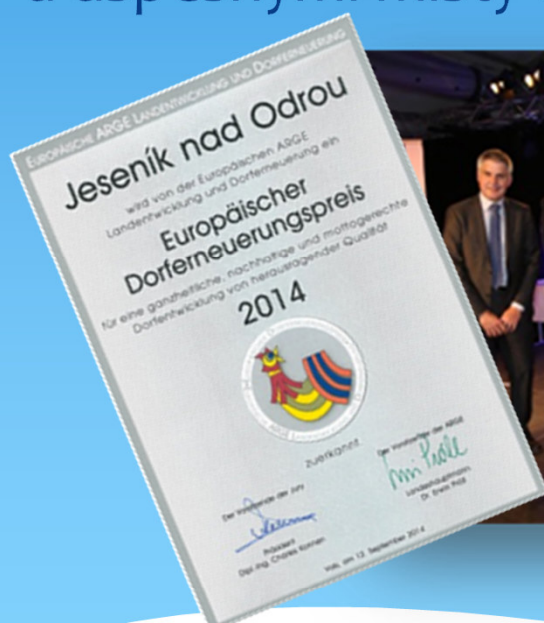 EUROPÄISCHE ARGE LANDENTWICKLUNG UND DORFERNEUERUNG
Jeseník nad Odrou
wird von der Europäischen ARGE
Landentwicklung und Dorferneuerung ein
Europäischer
Dorferneuerungspreis
für eine ganzheitliche, nachhaltige und mottogerechte
Dorfentwicklung von herausragender Qualität
2014
zuerkannt.
Der Vorsitzende der Jury
Der Vorsitzende der ARGE
Präsident
Dipl.-Ing. Charles Konnen
Landeshauptmann
Dr. Erwin Pröll
am 12. September 2014